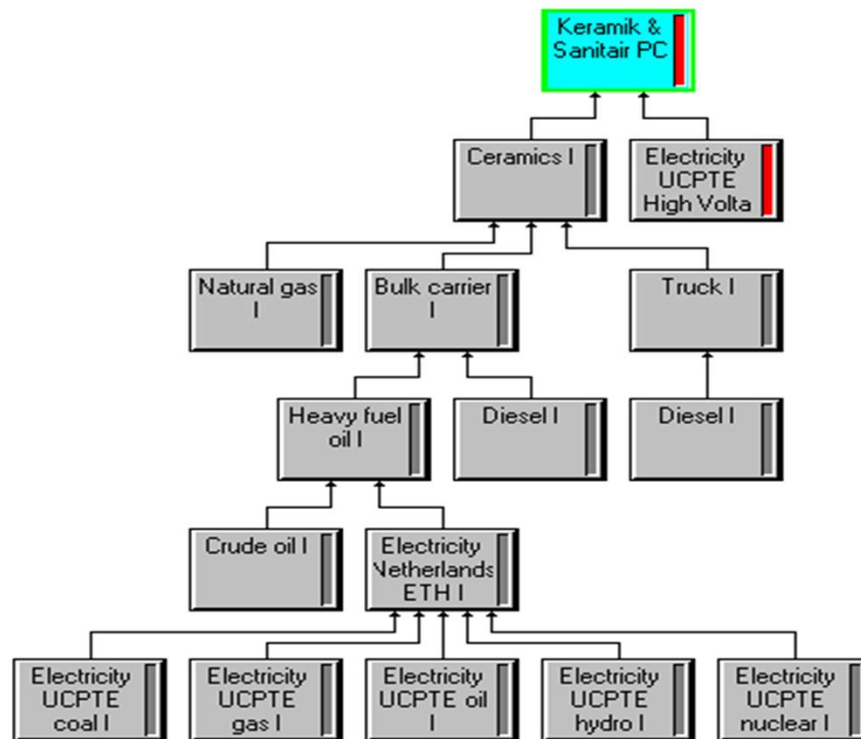 Keramik &
Sanitair PC
Ceramics I
Electricity
UCPTE
High Volta
Natural gas
I
Bulk carrier
I
Truck I
Heavy fuel
oil I
Diesel I
Diesel I
Crude oil I
Electricity
Netherlands
ETH I
Electricity
UCPTE
coal I
Electricity
UCPTE
gas I
Electricity
UCPTE oil
I
Electricity
UCPTE
hydro I
Electricity
UCPTE
nuclear I